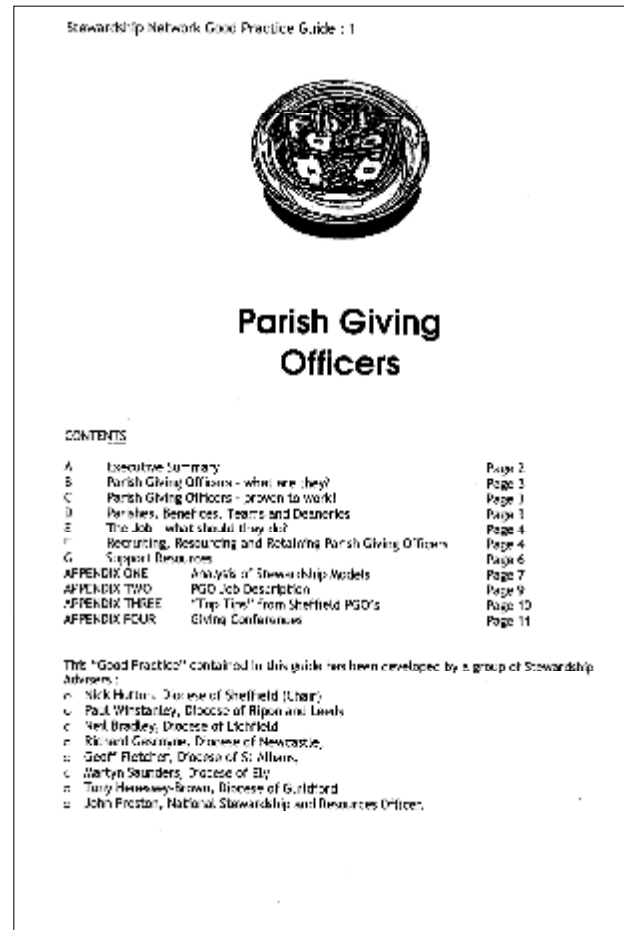 Stewardship Network Good Practice Guide : 1
Parish Giving
Officers
CONTENTS
A Executive Summary Page 2
B Parish Giving Officers - what are they? Page 3
C Parish Giving Officers - proven to work! Page 3
D Parishes, Benefices, Teams and Deaneries Page 3
E The Job - what should they do? Page 4
F Recruiting, Resourcing and Retaining Parish Giving Officers Page 4
G Support Resources Page 6
APPENDIX ONE Analysis of Stewardship Models Page 7
APPENDIX TWO PGO Job Description Page 9
APPENDIX THREE "Top Tips" from Sheffield PGO's Page 10
APPENDIX FOUR Giving Conferences Page 11
This "Good Practice" contained in this guide has been developed by a group of Stewardship
Advisers :
o Nick Hutton, Diocese of Sheffield (Chair)
o Paul Winstanley, Diocese of Ripon and Leeds
o Neil Bradley, Diocese of Lichfield
o Richard Gascoyne, Diocese of Newcastle,
o Geoff Fletcher, Diocese of St Albans,
o Martyn Saunders, Diocese of Ely
o Tony Diocese of Guildford
o John Preston, National Stewardship and Resources Officer.